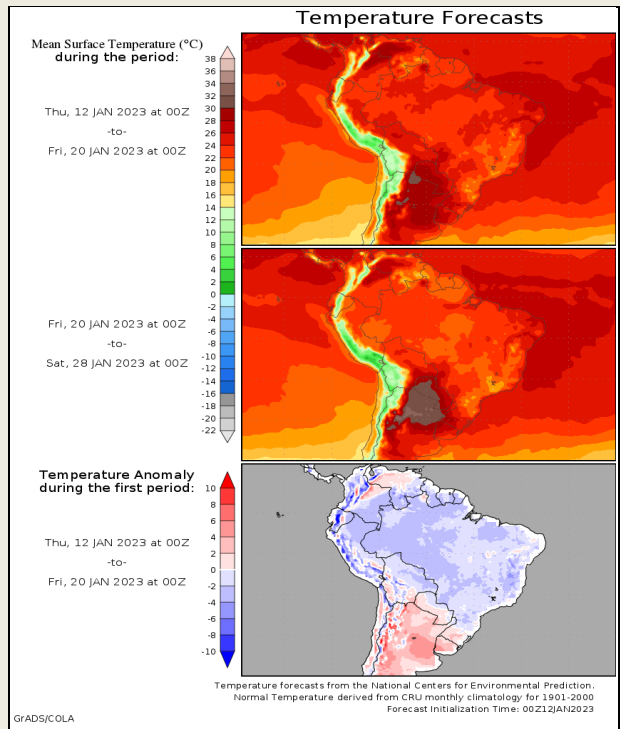 Temperature Forecasts
Mean Surface Temperature (°C)
during the period:
Thu, 12 JAN 2023 at 00Z
-to-
Fri, 20 JAN 2023 at 00Z
38
36
34
32
30
28
26
24
22
20
18
16
14
12
10
8
6
4
2
0
-2
-4
-6
-8
-10
-12
-14
-16
-18
-20
-22
Fri, 20 JAN 2023 at 00Z
-to-
Sat, 28 JAN 2023 at 00Z
Temperature Anomaly
during the first period:
Thu, 12 JAN 2023 at 00Z
-to-
Fri, 20 JAN 2023 at 00Z
10
8
6
4
2
0
-2
-4
-6
-8
-10
Temperature forecasts from the National Centers for Environmental Prediction.
Normal Temperature derived from CRU monthly climatology for 1901-2000
Forecast Initialization Time: 00Z12JAN2023
GrADS/COLA